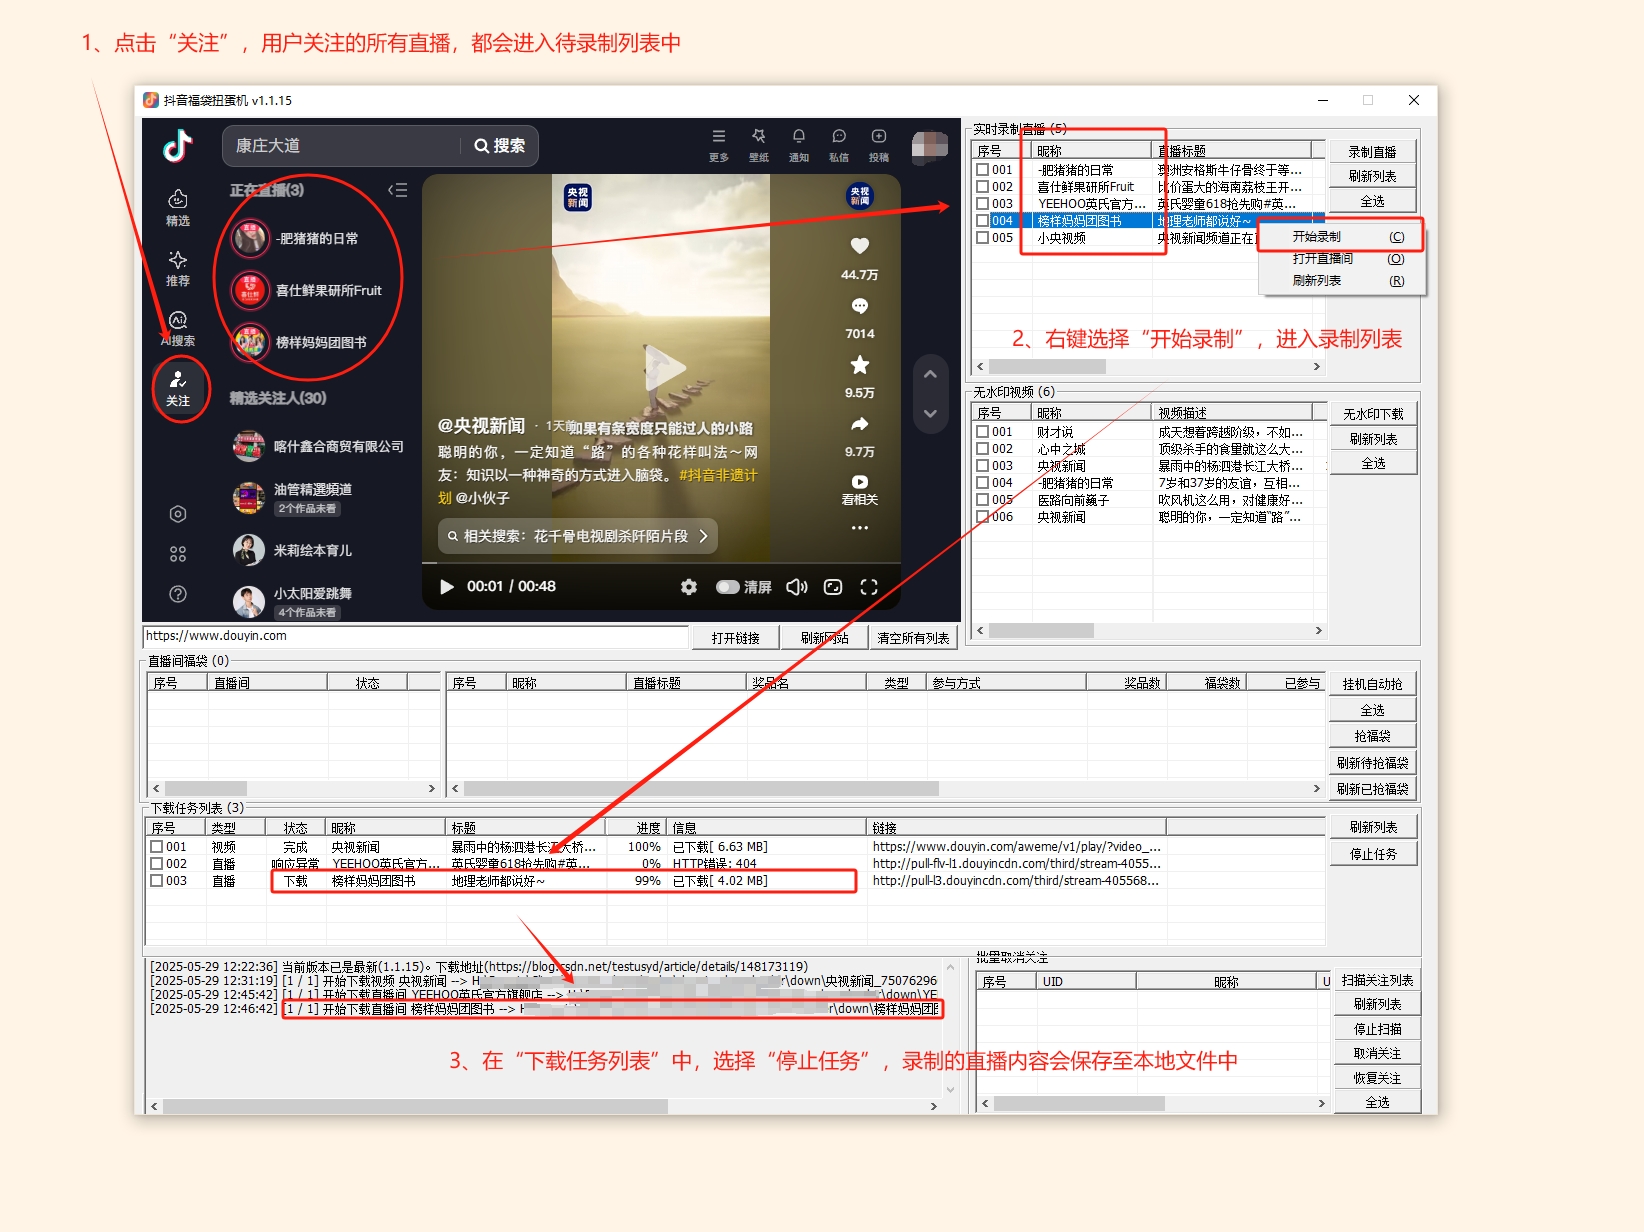 1、点击“关注”，用户关注的所有直播，都会进入待录制列表中
抖音福袋扭蛋机 v1.1.15
康庄大道
搜索
更多
壁纸
通知
私信
投稿
精选
推荐
AI搜索
关注
正在直播(3)
-肥猪猪的日常
喜仕鲜果研所Fruit
榜样妈妈团图书
精选关注人(30)
喀什鑫合商贸有限公司
油管精選頻道
2个作品未看
米莉绘本育儿
小太阳爱跳舞
4个作品未看
央视新闻
央视新闻
44.7万
7014
9.5万
9.7万
看相关
@央视新闻 · 1天前
如果有条宽度只能过人的小路
聪明的你，一定知道“路”的各种花样叫法～网
友：知识以一种神奇的方式进入脑袋。#抖音非遗计
划 @小伙子
相关搜索：花千骨电视剧杀阡陌片段
00:01 / 00:48
清屏
https://www.douyin.com
打开链接
刷新网站
清空所有列表
实时录制直播 (5)
序号 昵称 直播标题
001 -肥猪猪的日常 澳洲安格斯牛仔骨终于等...
002 喜仕鲜果研所Fruit 比价蛋大的海南荔枝王开...
003 YEEHOO英氏官方... 英氏婴童618抢先购#英...
004 榜样妈妈团图书 地理老师都说好~
005 小央视频 央视新闻频道正在
录制直播
刷新列表
全选
开始录制 (C)
打开直播间 (O)
刷新列表 (R)
2、右键选择“开始录制”，进入录制列表
无水印视频 (6)
序号 昵称 视频描述
001 财才说 成天想着跨越阶级，不如...
002 心中之城 顶级杀手的食量就这么大...
003 央视新闻 暴雨中的杨泗港长江大桥...
004 -肥猪猪的日常 7岁和37岁的友谊，互相...
005 医路向前巍子 吹风机这么用，对健康好...
006 央视新闻 聪明的你，一定知道“路”...
无水印下载
刷新列表
全选
直播间福袋 (0)
序号 直播间 状态
序号 昵称 直播标题 奖品名 类型 参与方式 奖品数 福袋数 已参与
挂机自动抢
全选
抢福袋
刷新待抢福袋
刷新已抢福袋
下载任务列表 (3)
序号 类型 状态 昵称 标题 进度 信息 链接
001 视频 完成 央视新闻 暴雨中的杨泗港长江大桥... 100% 已下载[ 6.63 MB] https://www.douyin.com/aweme/v1/play/?video_...
002 直播 响应异常 YEEHOO英氏官方... 英氏婴童618抢先购#英... 0% HTTP错误: 404 http://pull-flv-l1.douyincdn.com/third/stream-4055...
003 直播 下载 榜样妈妈团图书 地理老师都说好~ 99% 已下载[ 4.02 MB] http://pull-l3.douyincdn.com/third/stream-405568...
刷新列表
停止任务
[2025-05-29 12:22:36] 当前版本已是最新(1.1.15)。下载地址(https://blog.csdn.net/testusyd/article/details/148173119)
[2025-05-29 12:31:19] [1 / 1] 开始下载视频 央视新闻 --> H \down\央视新闻_75076296
[2025-05-29 12:45:42] [1 / 1] 开始下载直播间 YEEHOO英氏官方旗舰店 --> \down\YE
[2025-05-29 12:46:42] [1 / 1] 开始下载直播间 榜样妈妈团图书 --> r\down\榜样妈妈团图
3、在“下载任务列表”中，选择“停止任务”，录制的直播内容会保存至本地文件中
批量取消关注
序号 UID 昵称 U
扫描关注列表
刷新列表
停止扫描
取消关注
恢复关注
全选